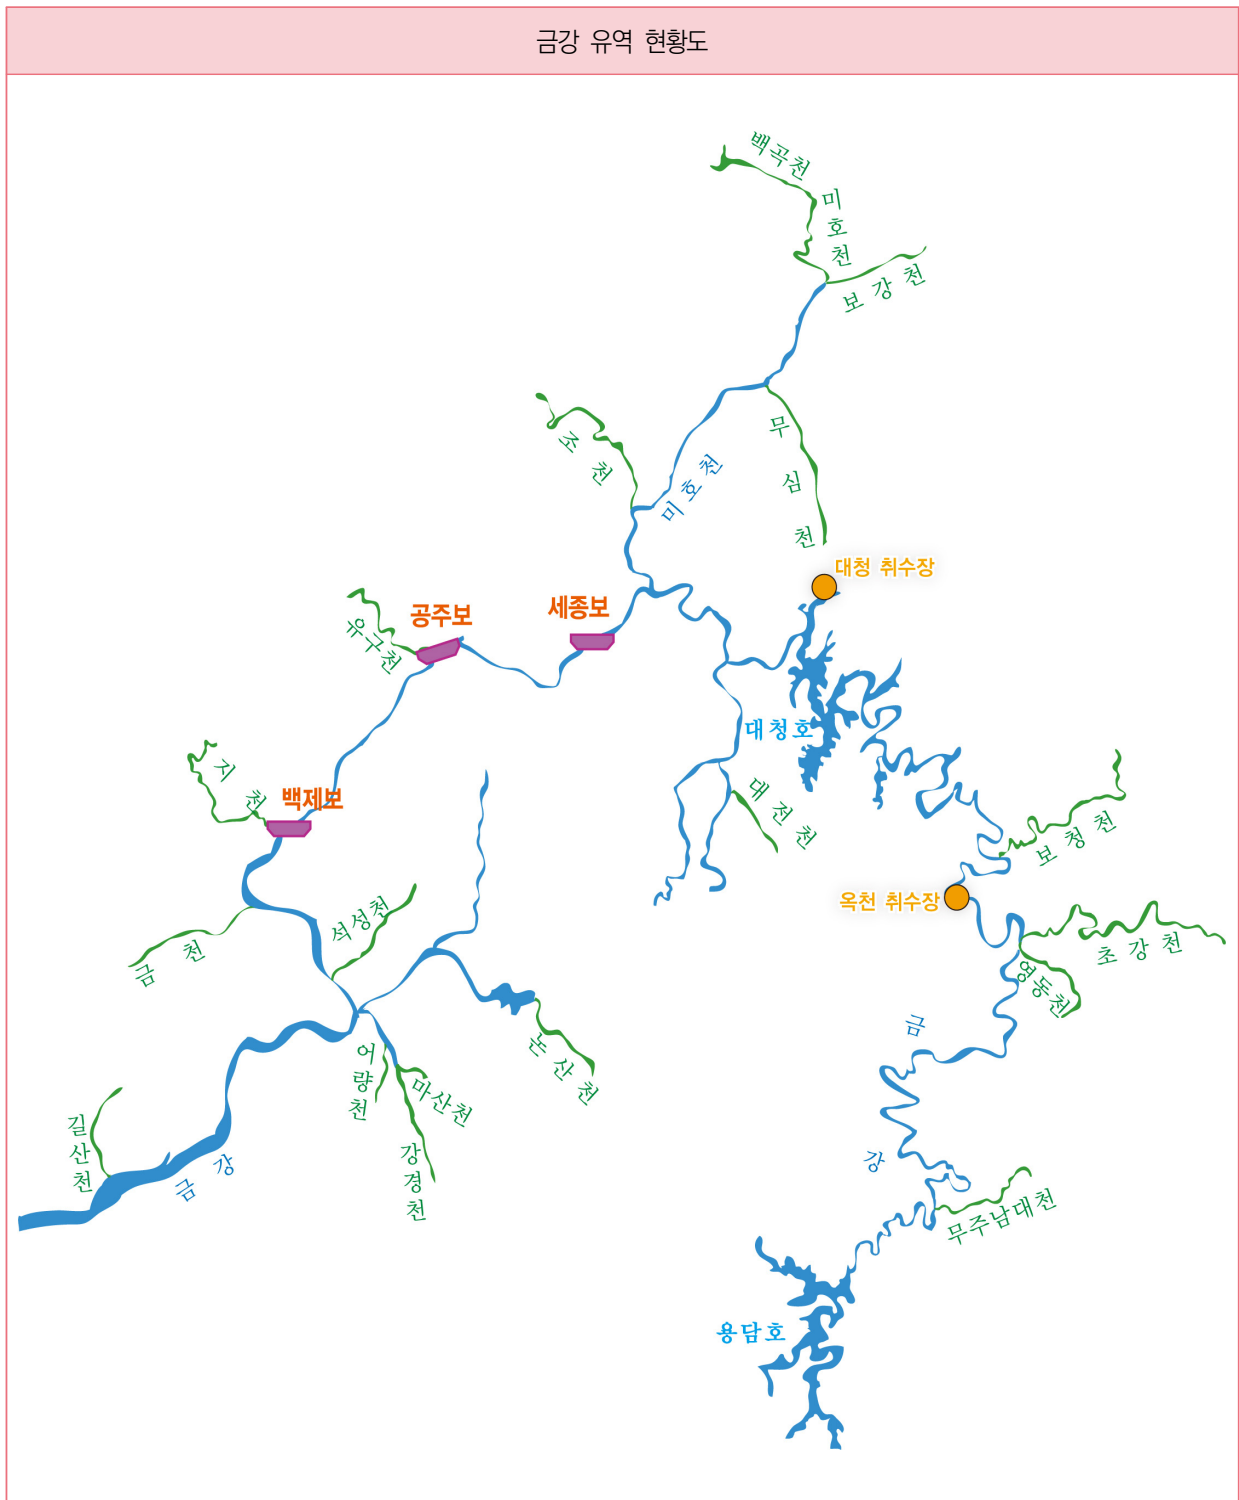 금강 유역 현황도
백곡천
미호천
보강천
무심천
조천
미호천
대청 취수장
세종보
공주보
유구천
대청호
지천
백제보
대전천
보청천
옥천 취수장
석성천
금천
초강천
영동천
금강
논산천
어량천
마산천
강경천
길산천
금강
무주남대천
용담호